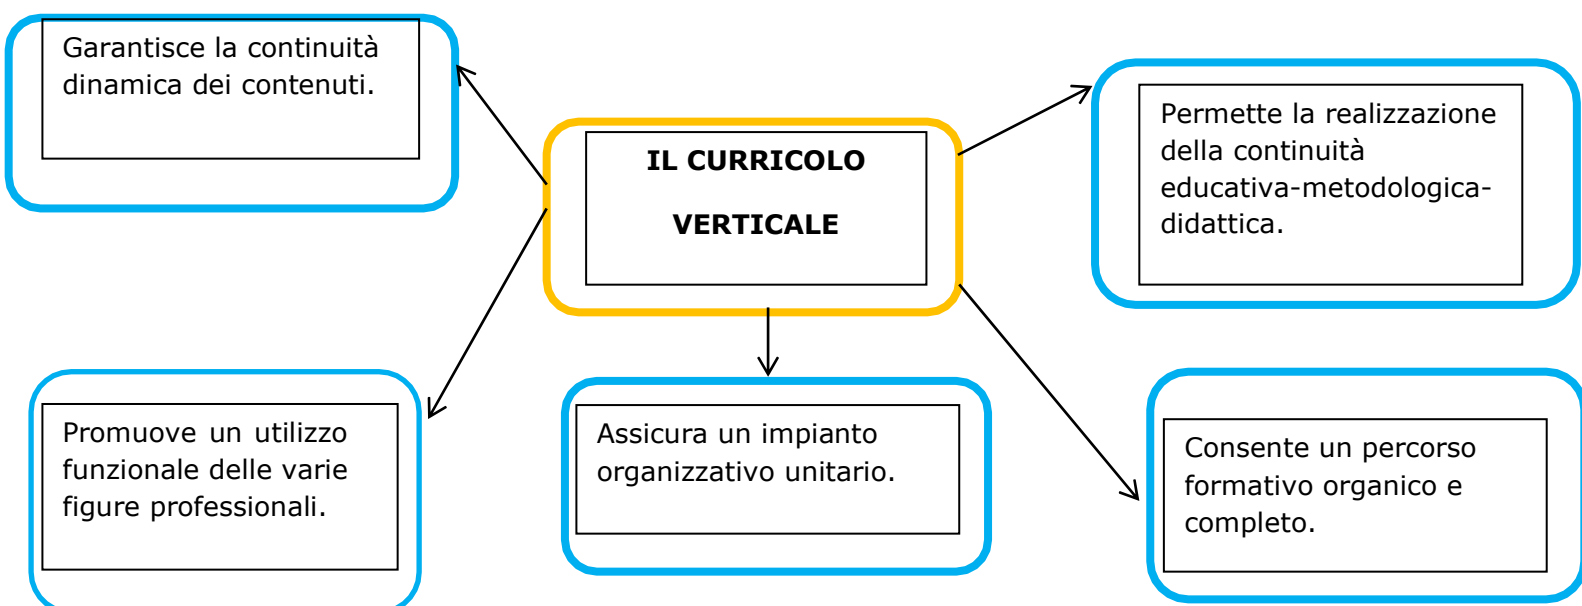 Garantisce la continuità
dinamica dei contenuti.
IL CURRICOLO
VERTICALE
Permette la realizzazione
della continuità
educativa-metodologica-
didattica.
Promuove un utilizzo
funzionale delle varie
figure professionali.
Assicura un impianto
organizzativo unitario.
Consente un percorso
formativo organico e
completo.